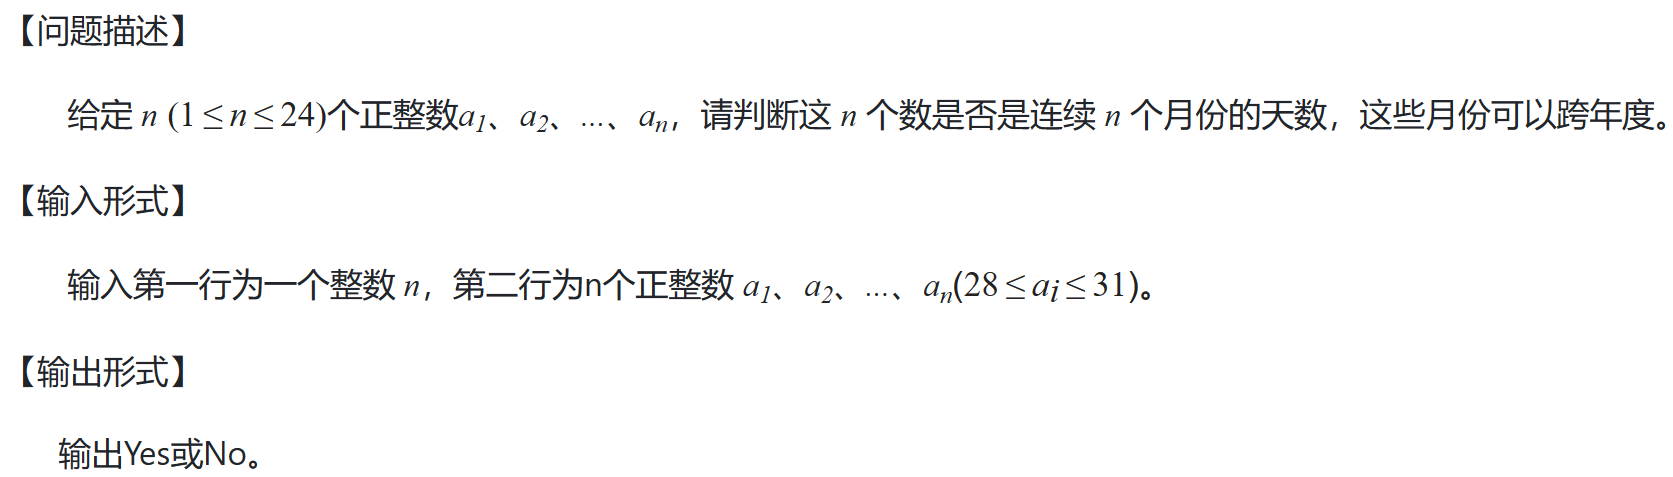 【问题描述】
给定 n (1≤n≤24)个正整数a1、a2、...、an，请判断这 n 个数是否是连续 n 个月份的天数，这些月份可以跨年度。
【输入形式】
输入第一行为一个整数 n，第二行为n个正整数 a1、a2、...、an(28≤ai≤31)。
【输出形式】
输出Yes或No。